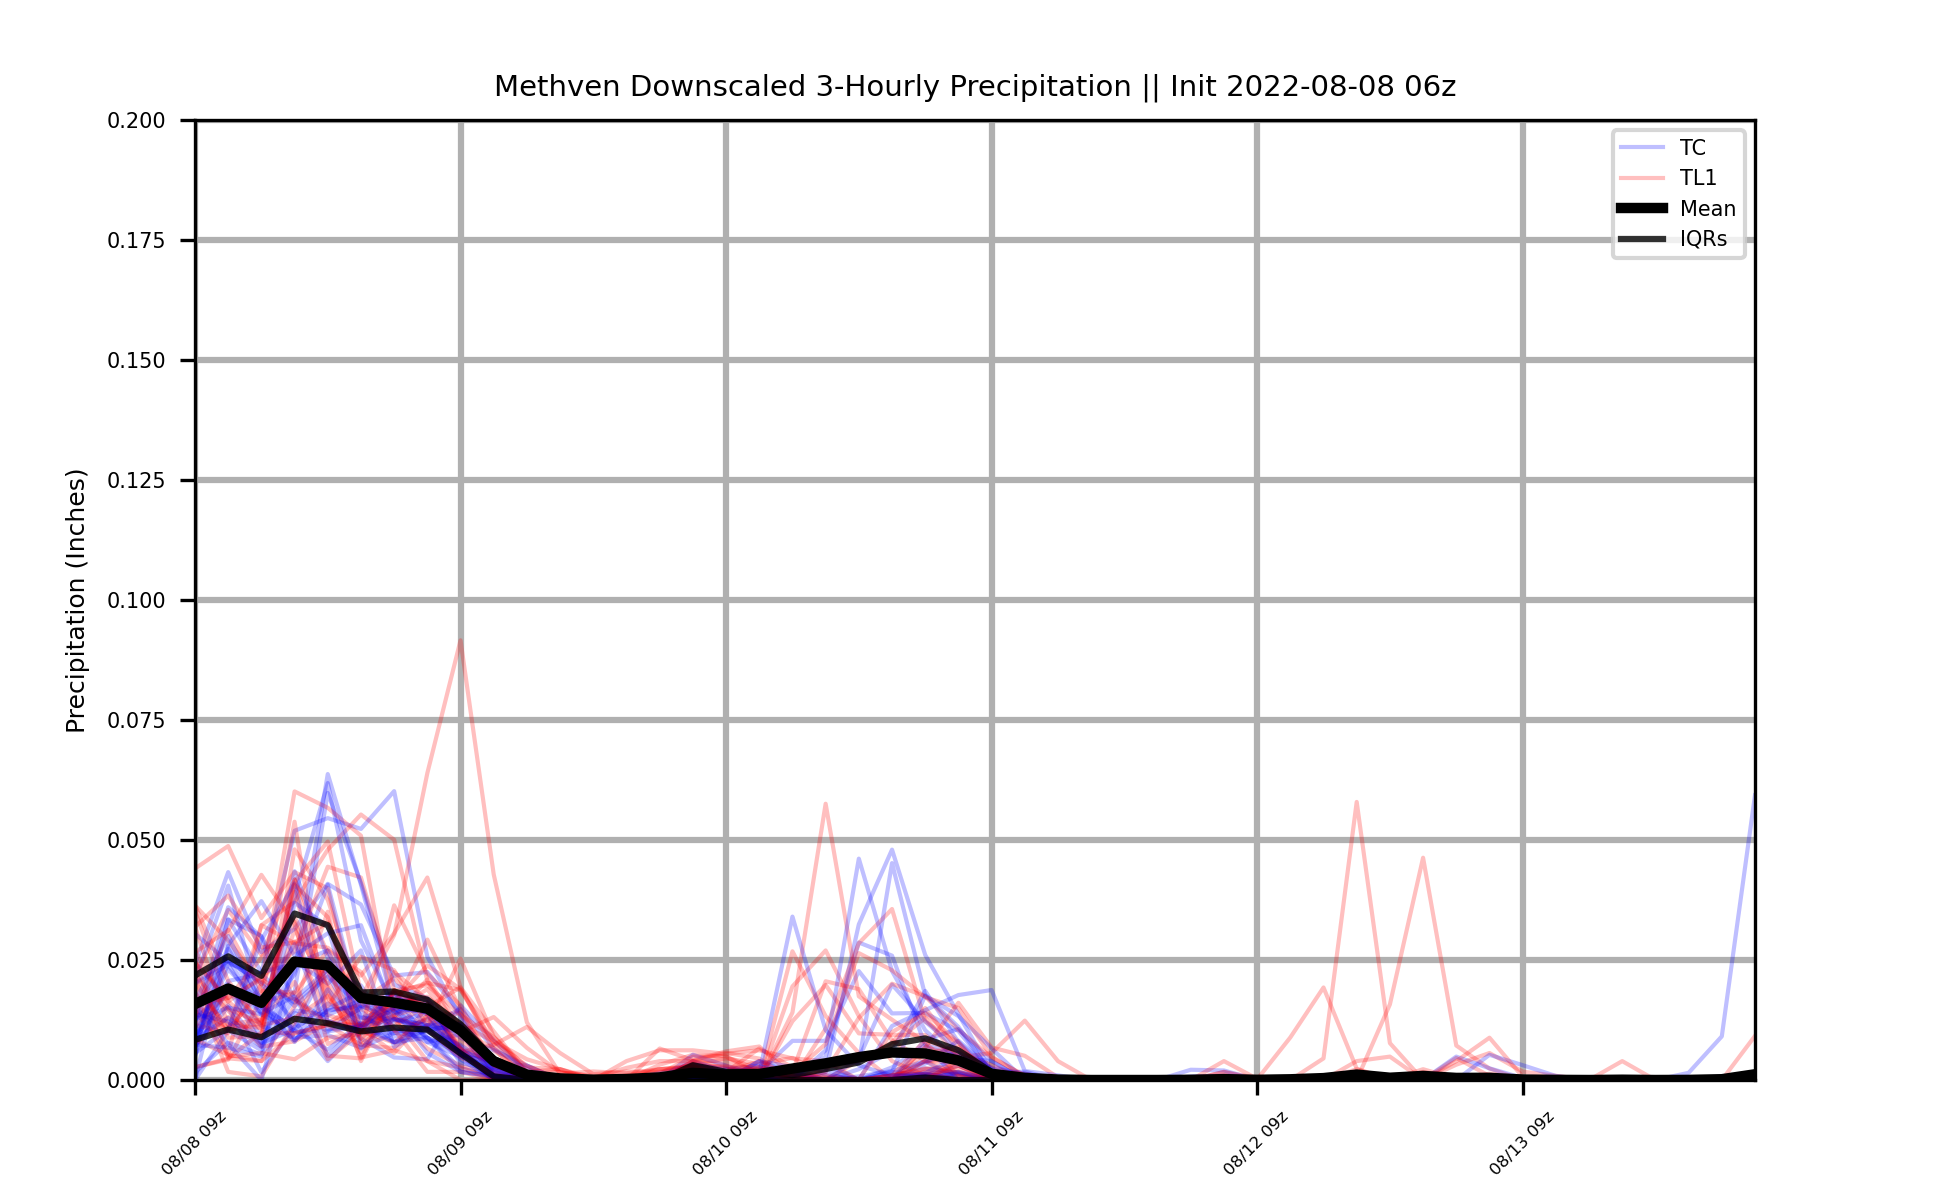 Methven Downscaled 3-Hourly Precipitation || Init 2022-08-08 06z
TC
TL1
Mean
IQRs
Precipitation (Inches)
0.200
0.175
0.150
0.125
0.100
0.075
0.050
0.025
0.000
08/08 09z
08/09 09z
08/10 09z
08/11 09z
08/12 09z
08/13 09z